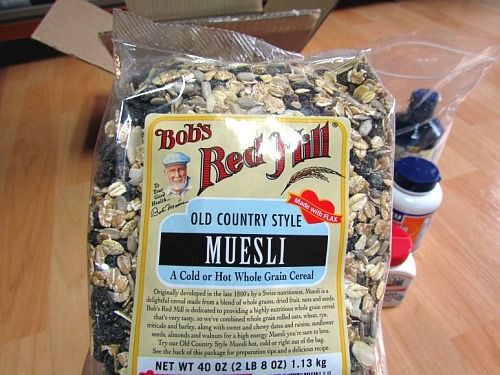 Bob's
Red Mill
To Your Good Health
Bob Moore
Made with FLAX
OLD COUNTRY STYLE
MUESLI
A Cold or Hot Whole Grain Cereal
Originally developed in the late 1800's by a Swiss nutritionist, Muesli is a
delightful cereal made from a blend of whole grains, dried fruit, nuts and seeds.
Bob's Red Mill is dedicated to providing a highly nutritious whole grain cereal
that's very tasty, so we've combined whole grain rolled oats, wheat, rye,
triticale and barley, along with sweet and chewy dates and raisins, sunflower
seeds, almonds and walnuts for a high energy Muesli you're sure to love.
Try our Old Country Style Muesli hot, cold or right out of the bag.
See the back of this package for preparation tips and a delicious recipe.
NET WT 40 OZ (2 LB 8 OZ) 1.13 kg